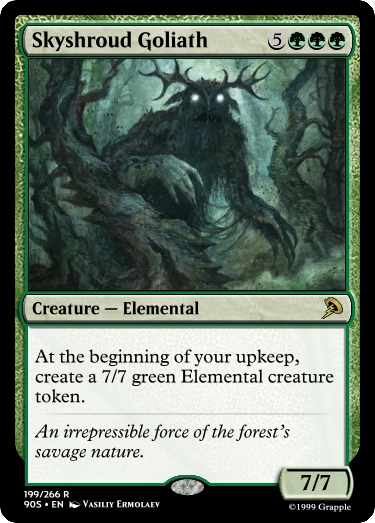 Skyshroud Goliath 5
Creature — Elemental
At the beginning of your upkeep,
create a 7/7 green Elemental creature
token.
An irrepressible force of the forest's
savage nature.
7/7
199/266 R
90S • EN Vasiliy Ermolaev
©1999 Grapple